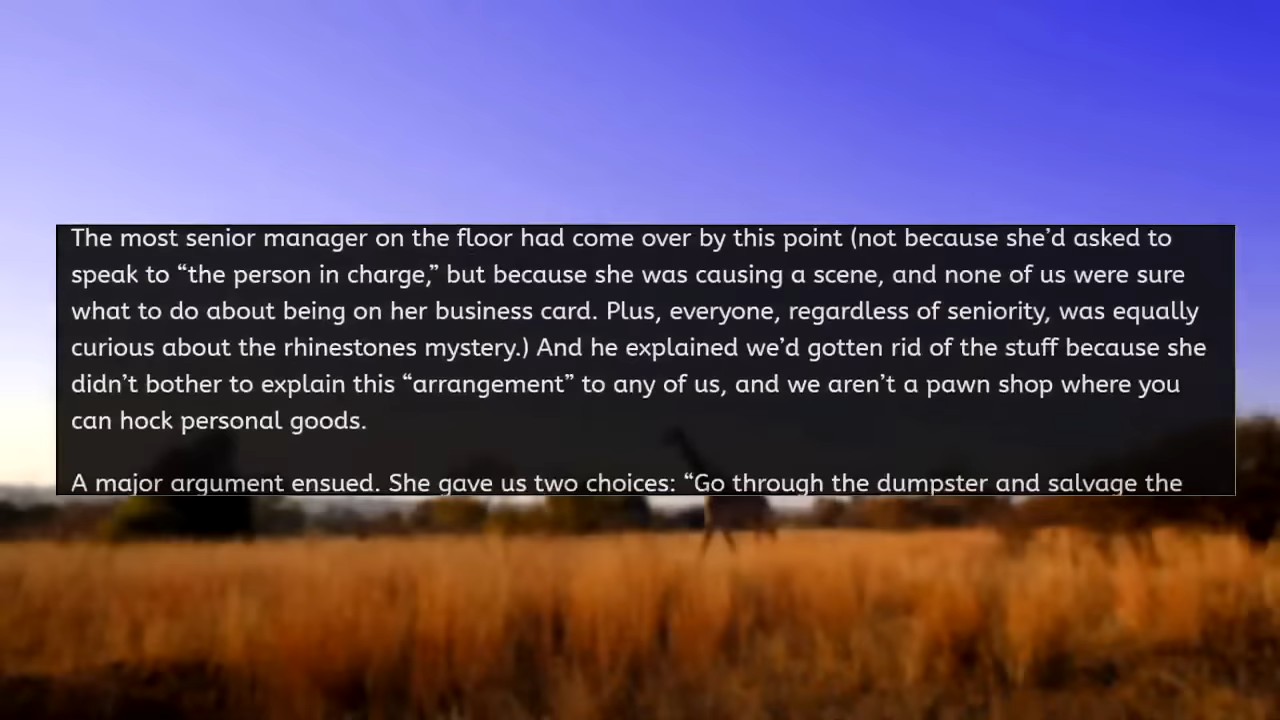 The most senior manager on the floor had come over by this point (not because she’d asked to
speak to “the person in charge,” but because she was causing a scene, and none of us were sure
what to do about being on her business card. Plus, everyone, regardless of seniority, was equally
curious about the rhinestones mystery.) And he explained we’d gotten rid of the stuff because she
didn’t bother to explain this “arrangement” to any of us, and we aren’t a pawn shop where you
can hock personal goods.
A major argument ensued. She gave us two choices: “Go through the dumpster and salvage the